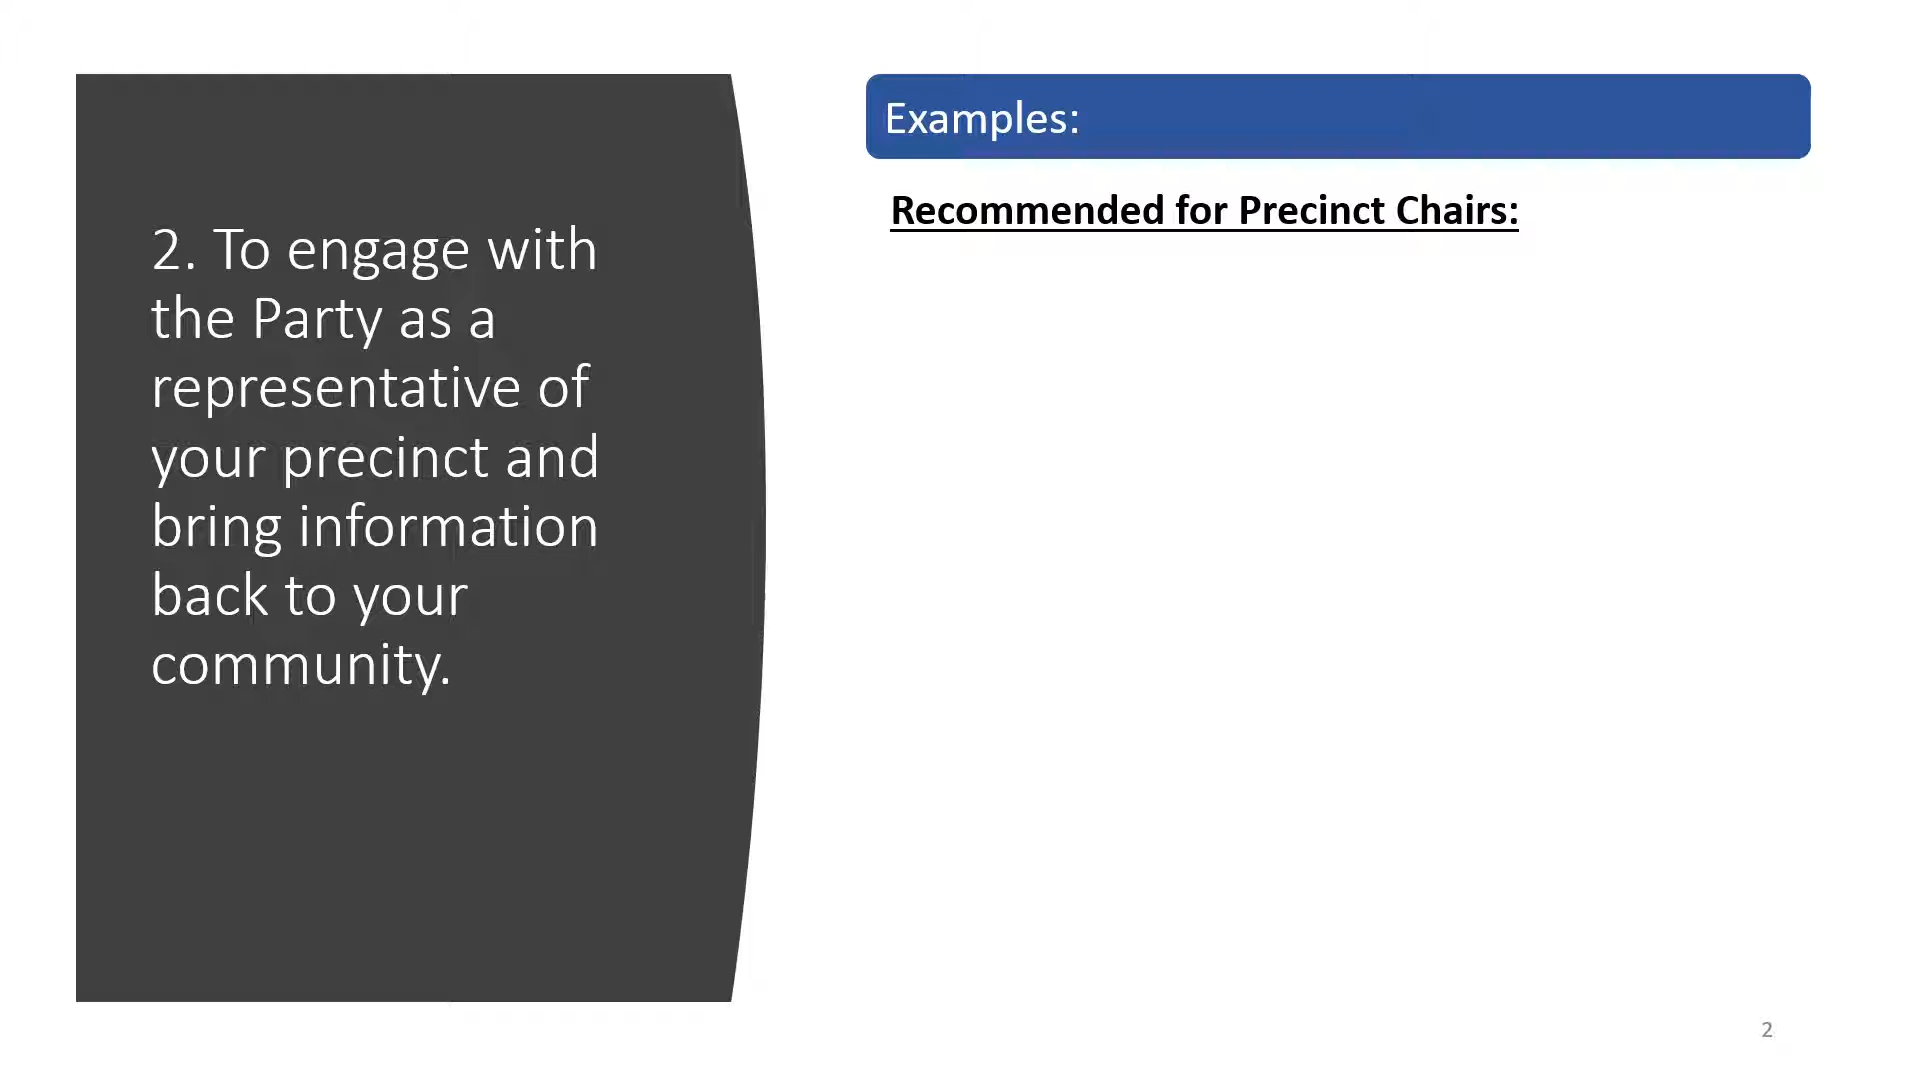 2. To engage with
the Party as a
representative of
your precinct and
bring information
back to your
community.
Examples:
Recommended for Precinct Chairs:
2